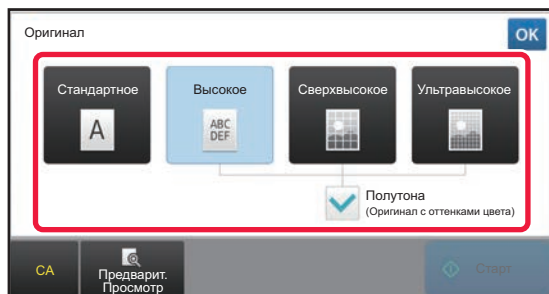 Оригинал
OK
Стандартное
Высокое
Сверхвысокое
Ультравысокое
A
ABC
DEF
Полутона
(Оригинал с оттенками цвета)
CA
Предварит.
Просмотр
Старт